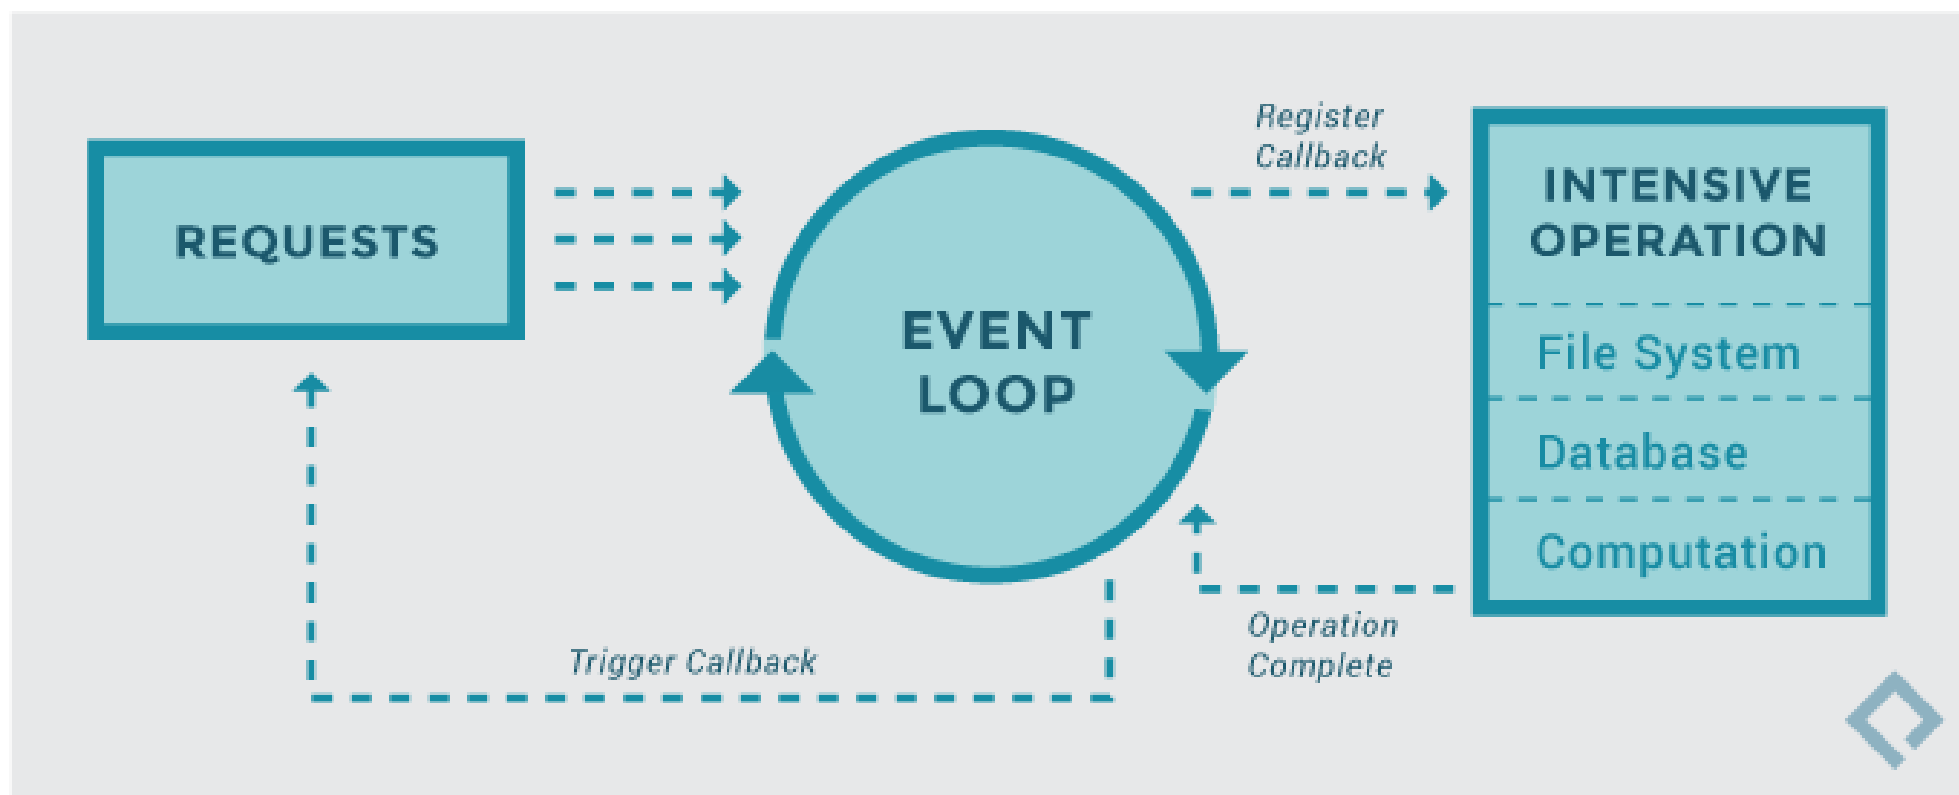 REQUESTS
EVENT
LOOP
Register
Callback
INTENSIVE
OPERATION
File System
Database
Computation
Operation
Complete
Trigger Callback